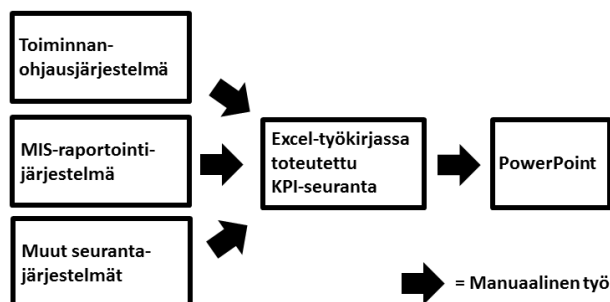 Toiminnan-
ohjausjärjestelmä
MIS-raportointi-
järjestelmä
Muut seuranta-
järjestelmät
Excel-työkirjassa
toteutettu
KPI-seuranta
PowerPoint
= Manuaalinen työ